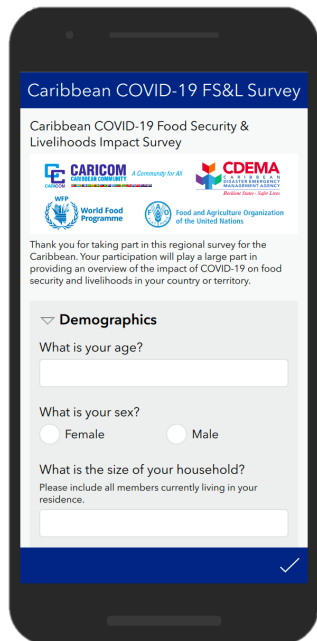 Caribbean COVID-19 FS&L Survey
Caribbean COVID-19 Food Security &
Livelihoods Impact Survey
CARICOM
CARICOM
CARIBBEAN COMMUNITY
A Community for All
CDEMA
CARIBBEAN
DISASTER EMERGENCY
MANAGEMENT AGENCY
Resilient States - Safer Lives
WFP
World Food
Programme
FAO
Food and Agriculture Organization
of the United Nations
Thank you for taking part in this regional survey for the
Caribbean. Your participation will play a large part in
providing an overview of the impact of COVID-19 on food
security and livelihoods in your country or territory.
Demographics
What is your age?
What is your sex?
Female
Male
What is the size of your household?
Please include all members currently living in your
residence.